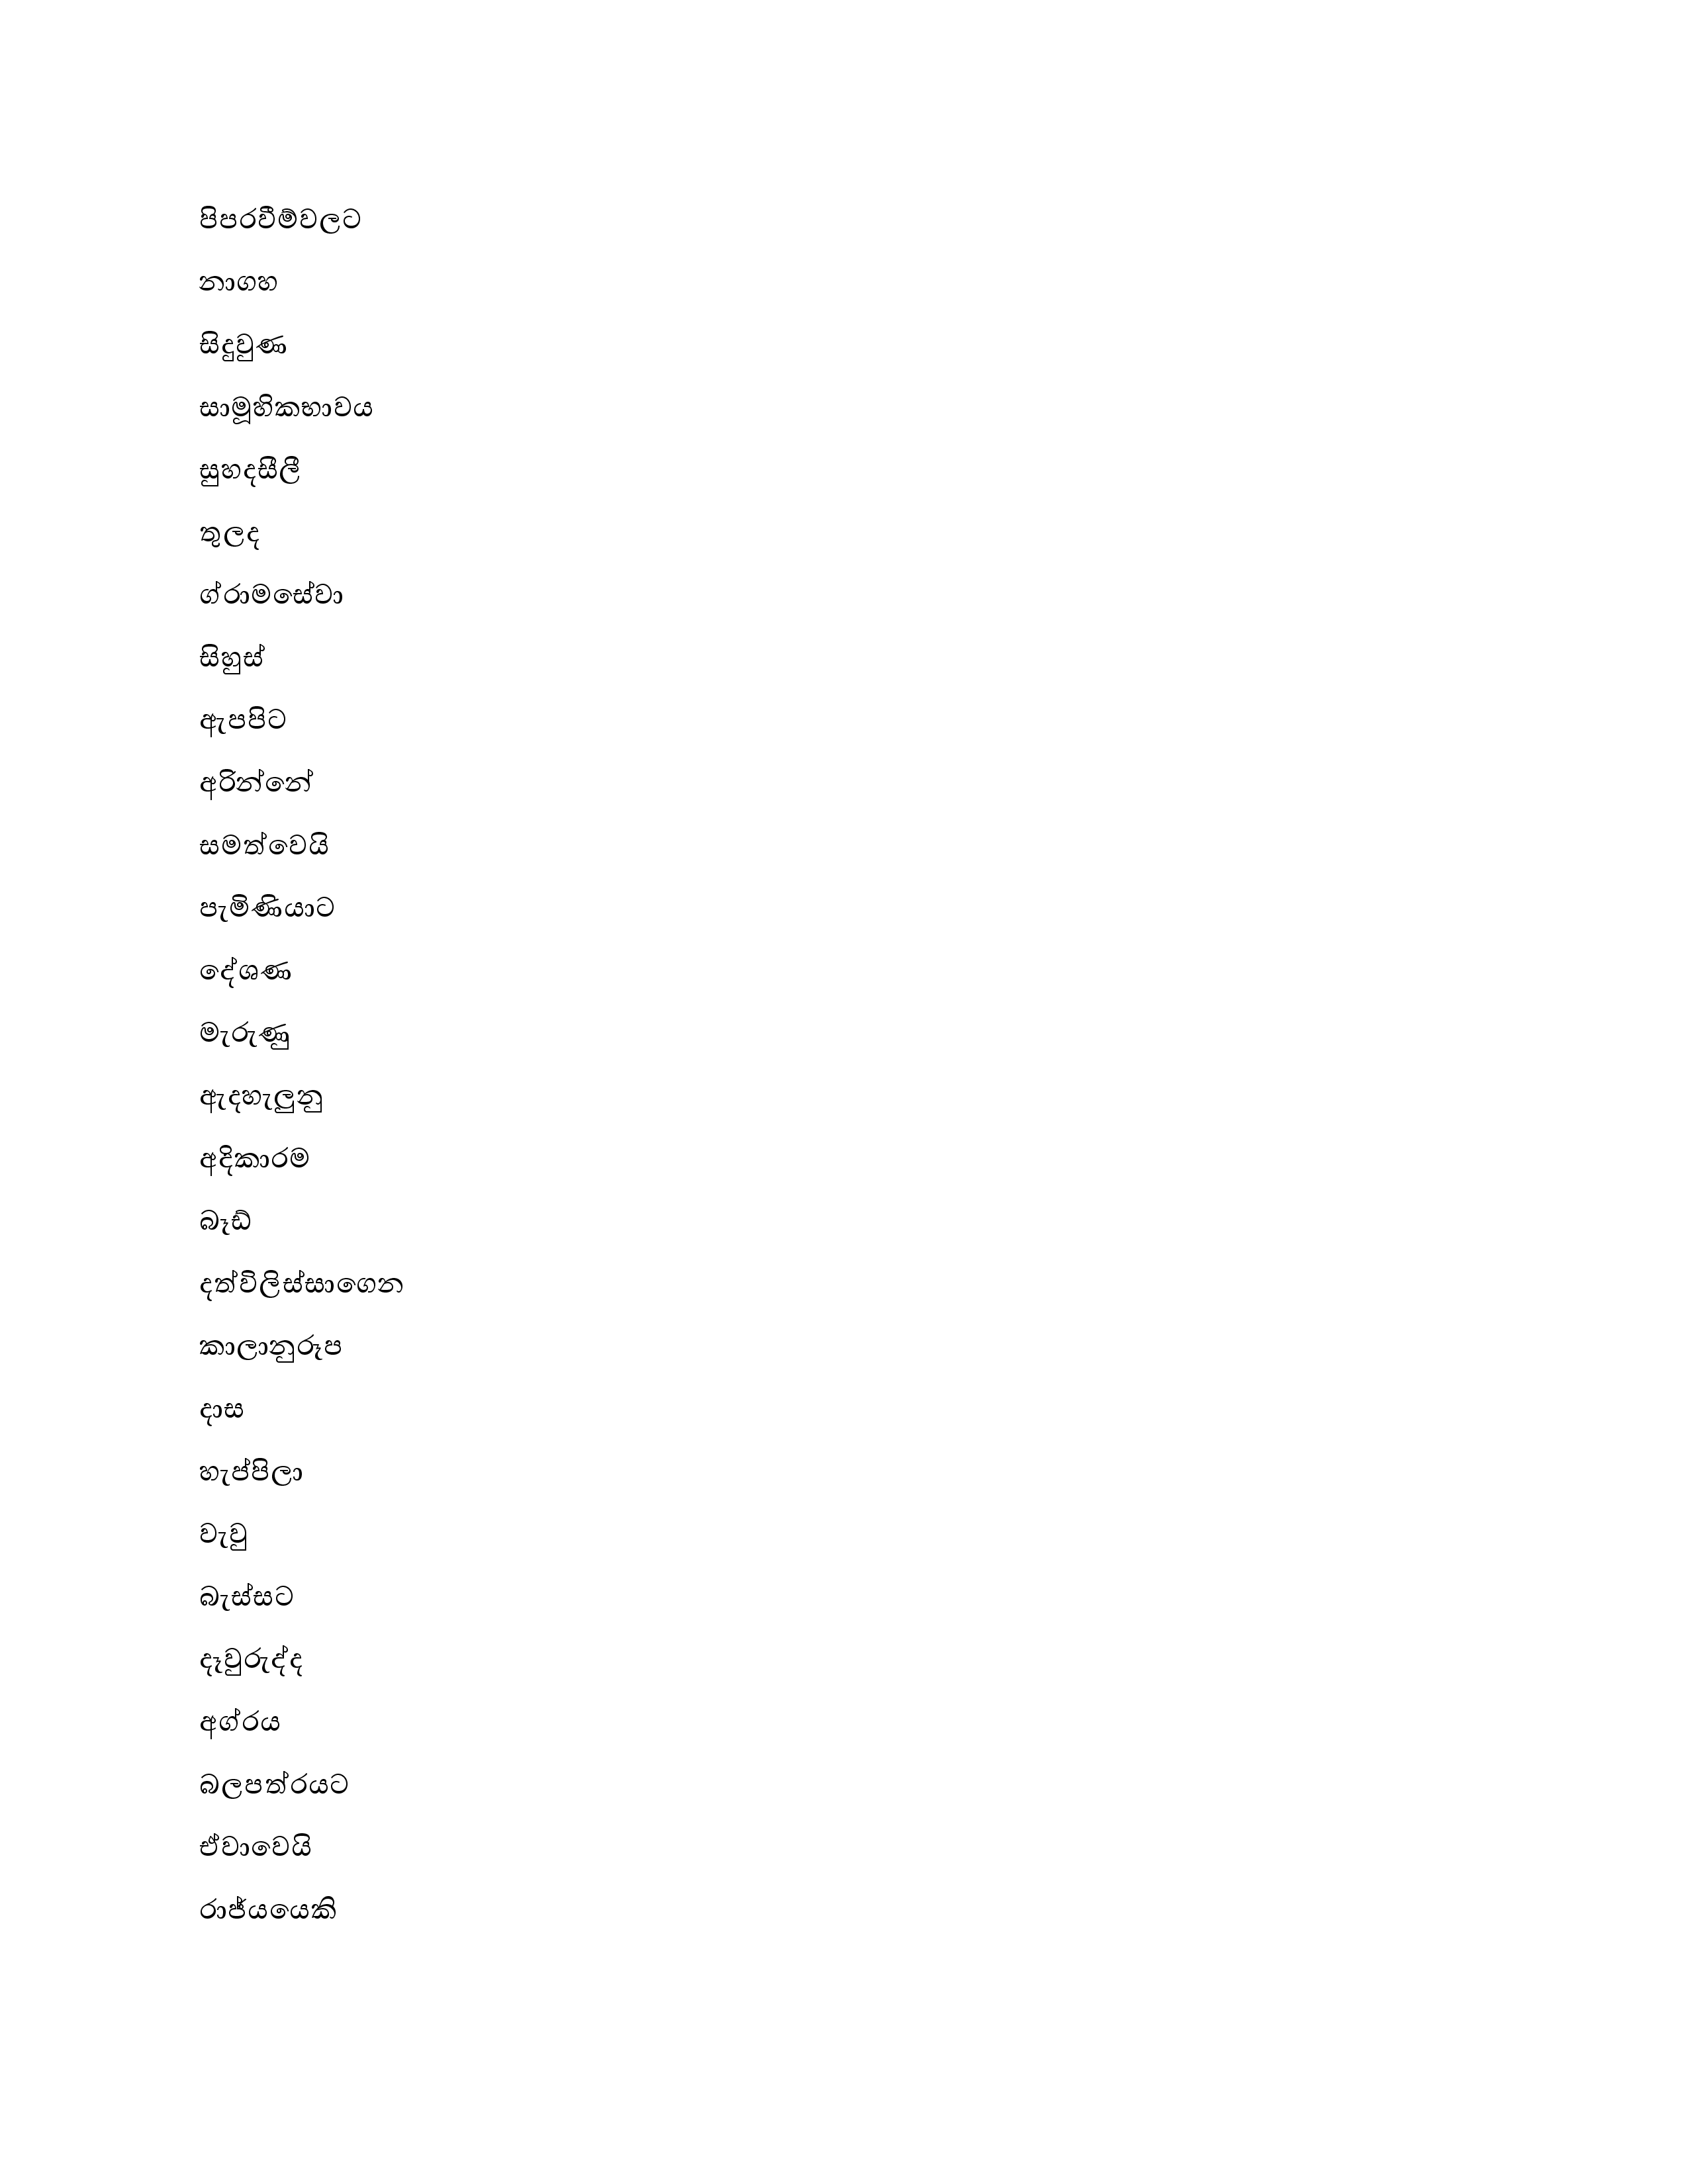 පිපරවීම්වලට
නාගහ
සිදුවුණ
සාමූහිකභාවය
සුහදසීලී
තුලද
ග්රාමසේවා
සිහුස්
ඇපපිට
අරින්නේ
සමත්වෙයි
පැමිණියාට
දේශණ
මැරුණු
ඇදහැලුනු
අදිකාරම
බෑඩ්
දත්විලිස්සාගෙන
කාලානුරූප
දාස
හැප්පිලා
වැවු
බැස්සට
දෑවුරුද්ද
අග්රය
බලපත්රයට
ඒවාවෙයි
රාජ්යයෙකි